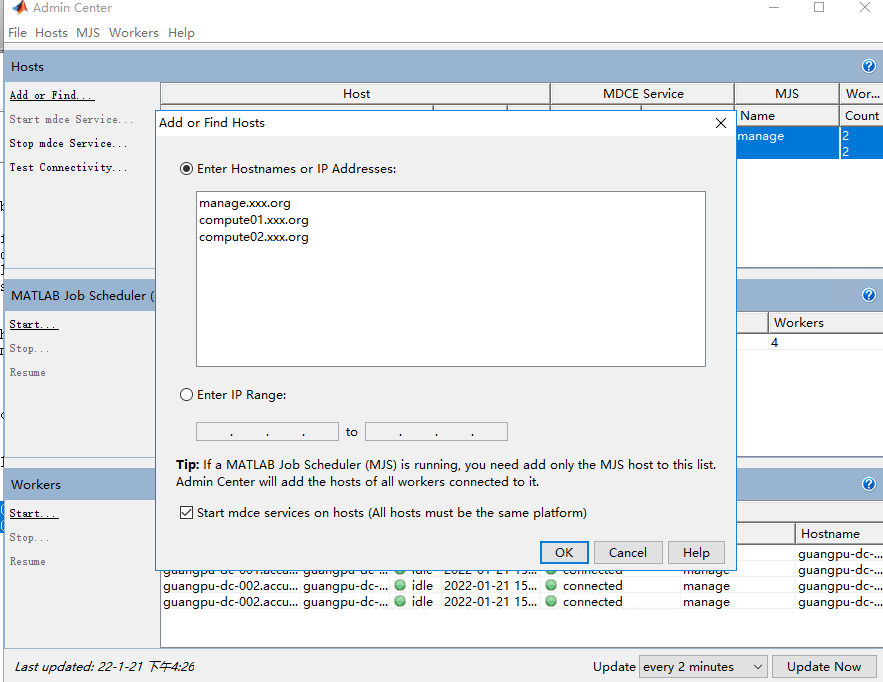 Admin Center
File Hosts MJS Workers Help
Hosts
Add or Find...
Start mdce Service...
Stop mdce Service...
Test Connectivity...
Host MDCE Service MJS Wor...
Name Count
manage 2
2
Add or Find Hosts
Enter Hostnames or IP Addresses:
manage.xxx.org
compute01.xxx.org
compute02.xxx.org
Enter IP Range:
. . . to . . .
Tip: If a MATLAB Job Scheduler (MJS) is running, you need add only the MJS host to this list.
Admin Center will add the hosts of all workers connected to it.
Start mdce services on hosts (All hosts must be the same platform)
OK Cancel Help
MATLAB Job Scheduler (
Start...
Stop...
Resume
Workers
4
Workers
Start...
Stop...
Resume
Hostname
guangpu-dc-...
guangpu-dc-001.accu... guangpu-dc-... idle 2022-01-21 15... connected manage guangpu-dc-...
guangpu-dc-002.accu... guangpu-dc-... idle 2022-01-21 15... connected manage guangpu-dc-...
guangpu-dc-002.accu... guangpu-dc-... idle 2022-01-21 15... connected manage guangpu-dc-...
Last updated: 22-1-21 下午4:26
Update every 2 minutes Update Now